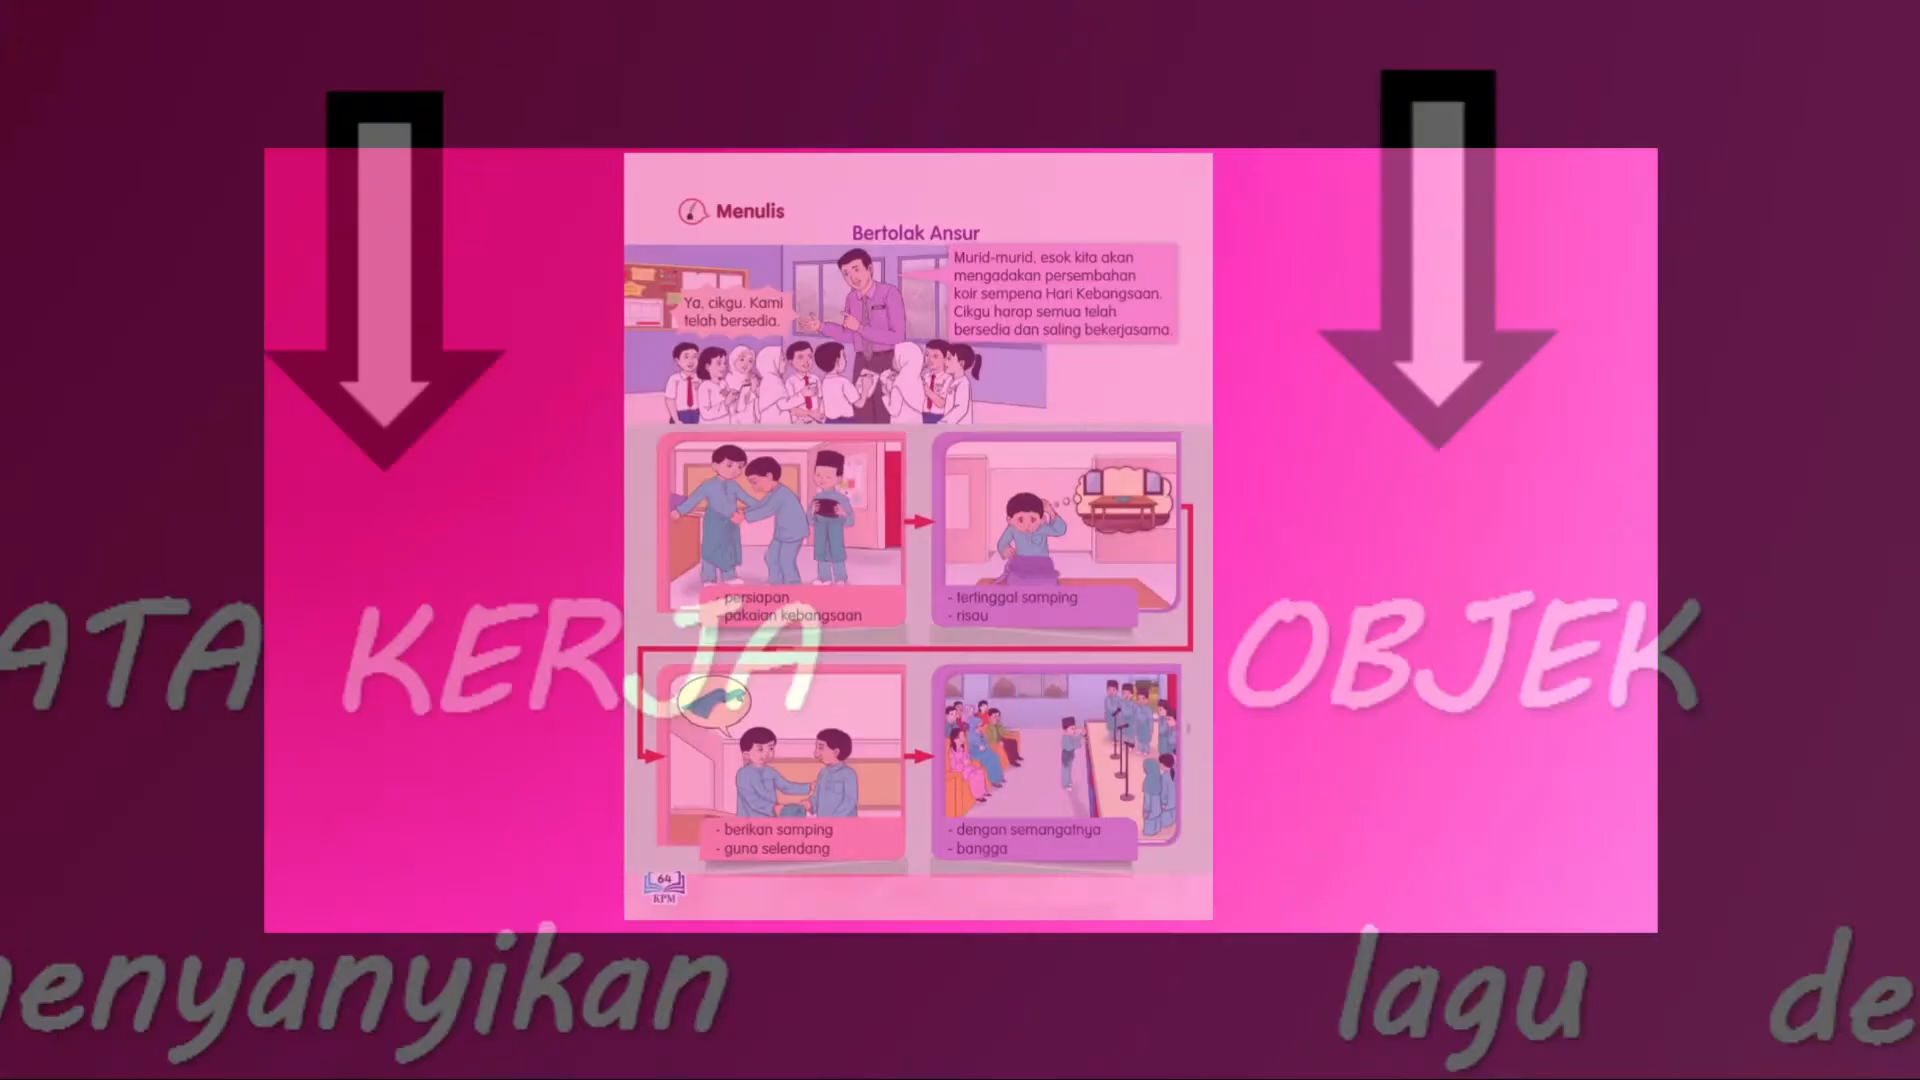 Menulis
Bertolak Ansur
Murid-murid, esok kita akan
mengadakan persembahan
koir sempena Hari Kebangsaan.
Cikgu harap semua telah
bersedia dan saling bekerjasama.
Ya, cikgu. Kami
telah bersedia.
- persiapan
- pakaian kebangsaan
- tertinggal samping
- risau
ATA KERJA OBJEK
- berikan samping
- guna selendang
- dengan semangatnya
- bangga
64
KPM
enyanyikan lagu de